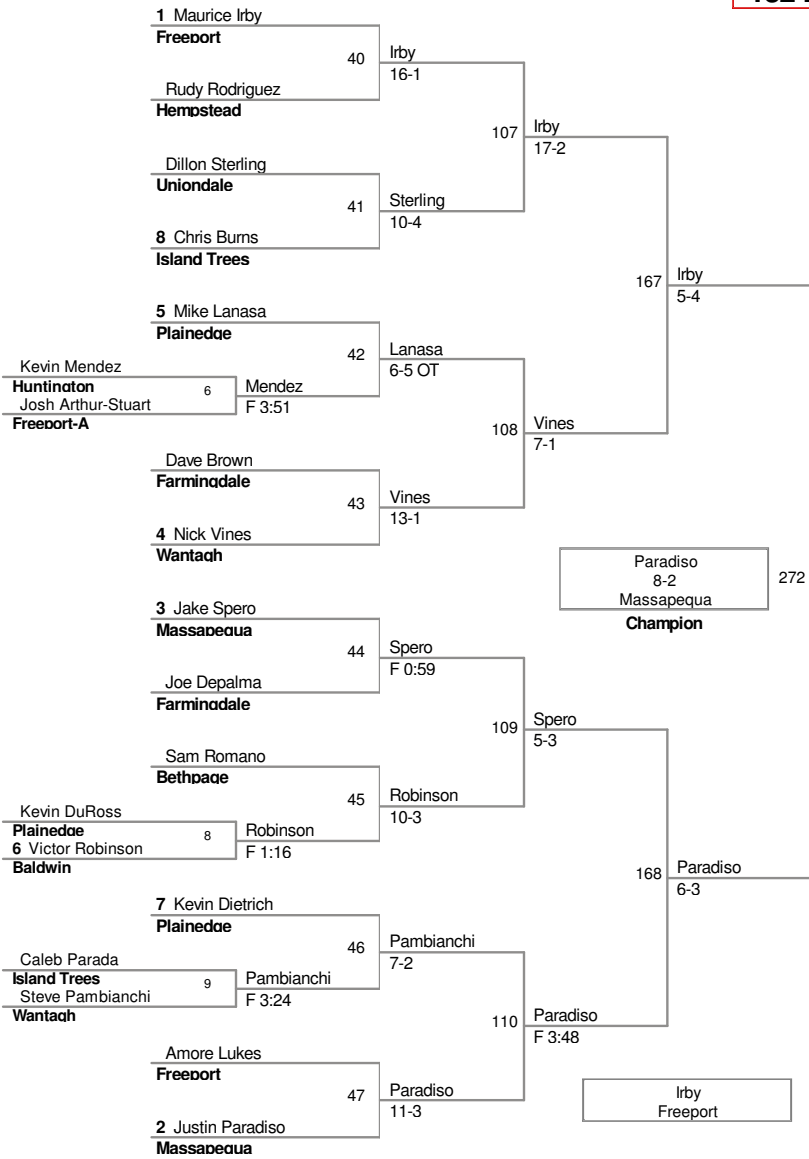 1 Maurice Irby
Freeport
40
Irby
16-1
Rudy Rodriguez
Hempstead
107
Irby
17-2
Dillon Sterling
Uniondale
41
Sterling
10-4
8 Chris Burns
Island Trees
167
Irby
5-4
5 Mike Lanasa
Plainedge
42
Lanasa
6-5 OT
Kevin Mendez
Huntington
6
Mendez
F 3:51
Josh Arthur-Stuart
Freeport-A
108
Vines
7-1
Dave Brown
Farmingdale
43
Vines
13-1
4 Nick Vines
Wantagh
Paradiso
8-2
Massapequa
272
Champion
3 Jake Spero
Massapequa
44
Spero
F 0:59
Joe Depalma
Farmingdale
109
Spero
5-3
Sam Romano
Bethpage
45
Robinson
10-3
Kevin DuRoss
Plainedge
8
Robinson
F 1:16
6 Victor Robinson
Baldwin
168
Paradiso
6-3
7 Kevin Dietrich
Plainedge
46
Pambianchi
7-2
Caleb Parada
Island Trees
9
Pambianchi
F 3:24
Steve Pambianchi
Wantagh
110
Paradiso
F 3:48
Amore Lukes
Freeport
47
Paradiso
11-3
2 Justin Paradiso
Massapequa
Irby
Freeport